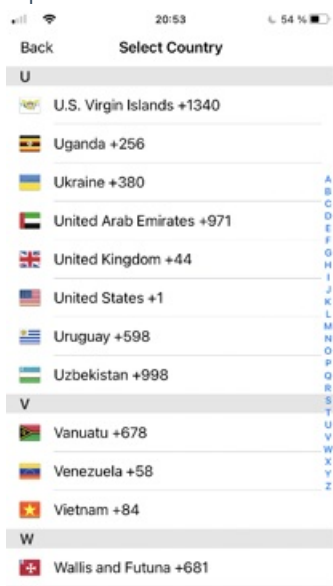 20:53 54 %
Back Select Country
U
U.S. Virgin Islands +1340
Uganda +256
Ukraine +380
United Arab Emirates +971
United Kingdom +44
United States +1
Uruguay +598
Uzbekistan +998
V
Vanuatu +678
Venezuela +58
Vietnam +84
W
Wallis and Futuna +681
A
B
C
D
E
F
G
H
I
J
K
L
M
N
O
P
Q
R
S
T
U
V
W
X
Y
Z